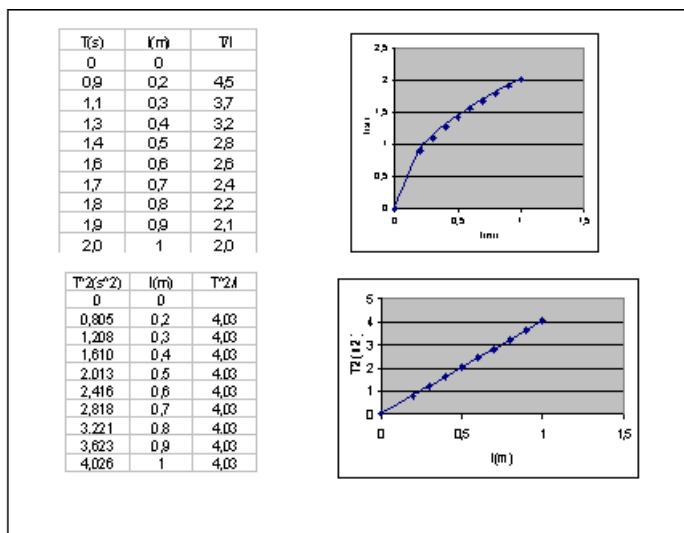 T(s) l(m) T/l
0 0
0,9 0,2 4,5
1,1 0,3 3,7
1,3 0,4 3,2
1,4 0,5 2,8
1,6 0,6 2,6
1,7 0,7 2,4
1,8 0,8 2,2
1,9 0,9 2,1
2,0 1 2,0
2,5
2
1,5
1
0,5
0
0 0,5 1 1,5
T^2(s^2) l(m) T^2/l
0 0
0,805 0,2 4,03
1,208 0,3 4,03
1,610 0,4 4,03
2,013 0,5 4,03
2,416 0,6 4,03
2,818 0,7 4,03
3,221 0,8 4,03
3,623 0,9 4,03
4,026 1 4,03
T2(s2)
5
4
3
2
1
0
0 0,5 1 1,5
l(m)